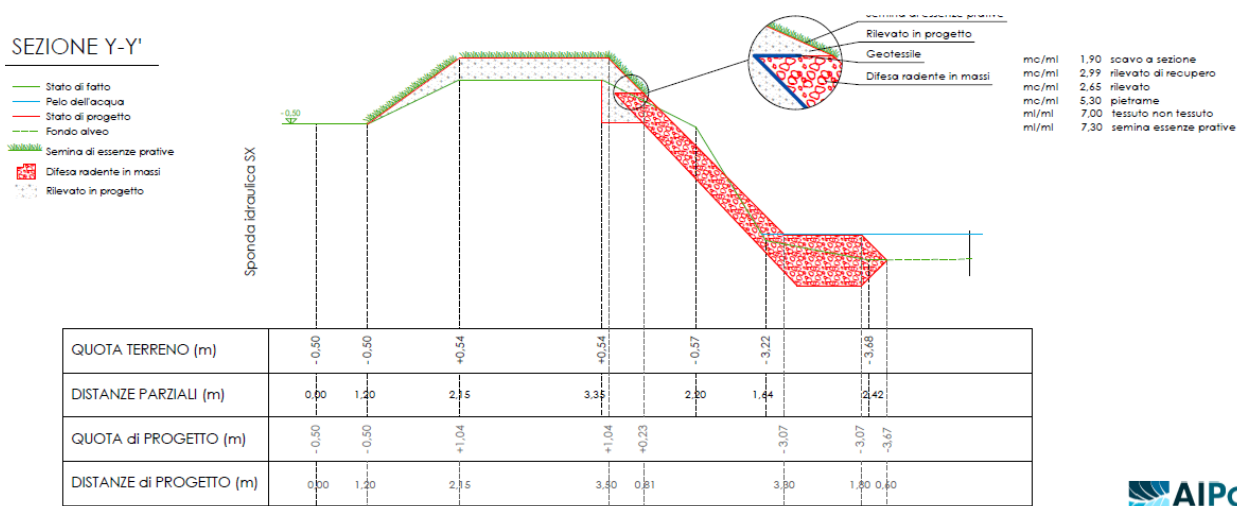 SEZIONE Y-Y'
Stato di fatto
Pelo dell'acqua
Stato di progetto
Fondo alveo
Semina di essenze prative
Difesa radente in massi
Rilevato in progetto
Sponda idraulica SX
-0,50
Semina di essenze prative
Rilevato in progetto
Geotessile
Difesa radente in massi
mc/ml 1,90 scavo a sezione
mc/ml 2,99 rilevato di recupero
mc/ml 2,65 rilevato
mc/ml 5,30 pietrame
ml/ml 7,00 tessuto non tessuto
ml/ml 7,30 semina essenze prative
QUOTA TERRENO (m) -0,50 -0,50 +0,54 +0,54 -0,57 -3,22 -3,68
DISTANZE PARZIALI (m) 0,00 1,20 2,15 3,35 2,20 1,64 2,42
QUOTA di PROGETTO (m) -0,50 -0,50 +1,04 +1,04 +0,23 -3,07 -3,07 -3,67
DISTANZE di PROGETTO (m) 0,00 1,20 2,15 3,50 0,81 3,30 1,80 0,60
AIPo